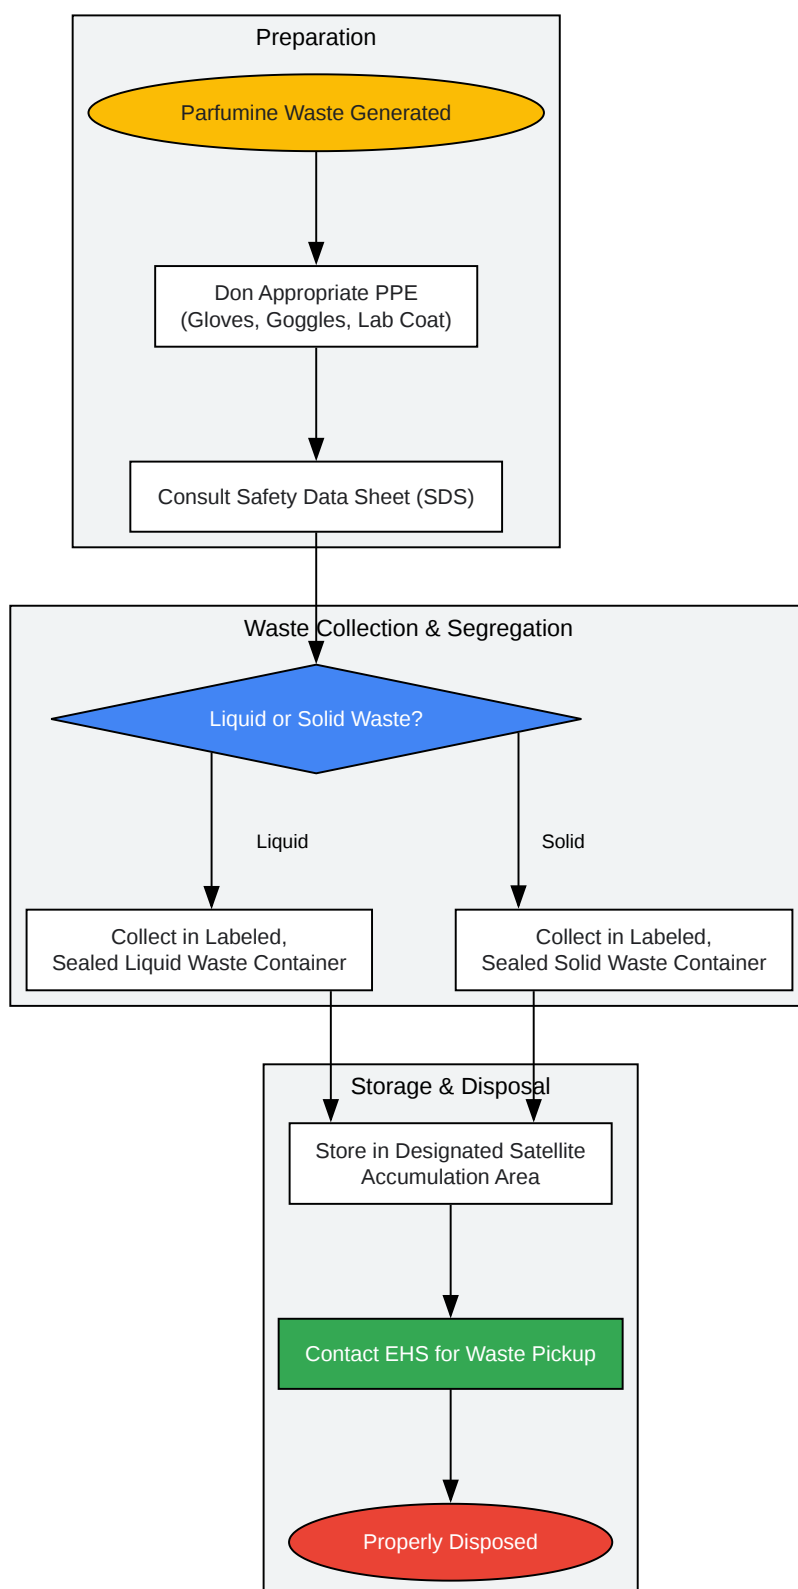 Preparation
Parfumine Waste Generated
Don Appropriate PPE
(Gloves, Goggles, Lab Coat)
Consult Safety Data Sheet (SDS)
Waste Collection & Segregation
Liquid or Solid Waste?
Liquid
Solid
Collect in Labeled,
Sealed Liquid Waste Container
Collect in Labeled,
Sealed Solid Waste Container
Storage & Disposal
Store in Designated Satellite
Accumulation Area
Contact EHS for Waste Pickup
Properly Disposed